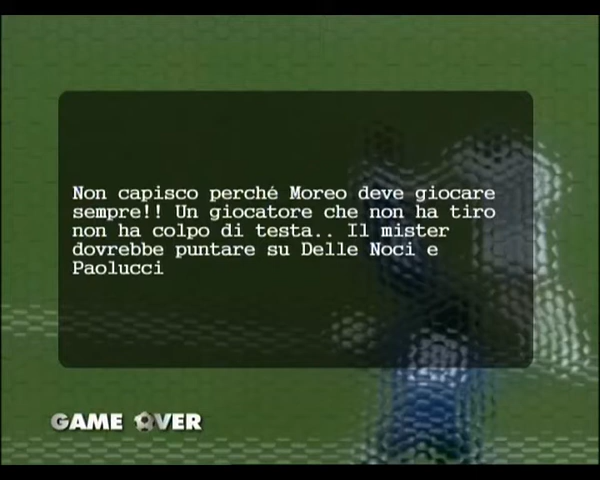 Non capisco perché Moreo deve giocare
sempre!! Un giocatore che non ha tiro
non ha colpo di testa.. Il mister
dovrebbe puntare su Delle Noci e
Paolucci
GAME OVER